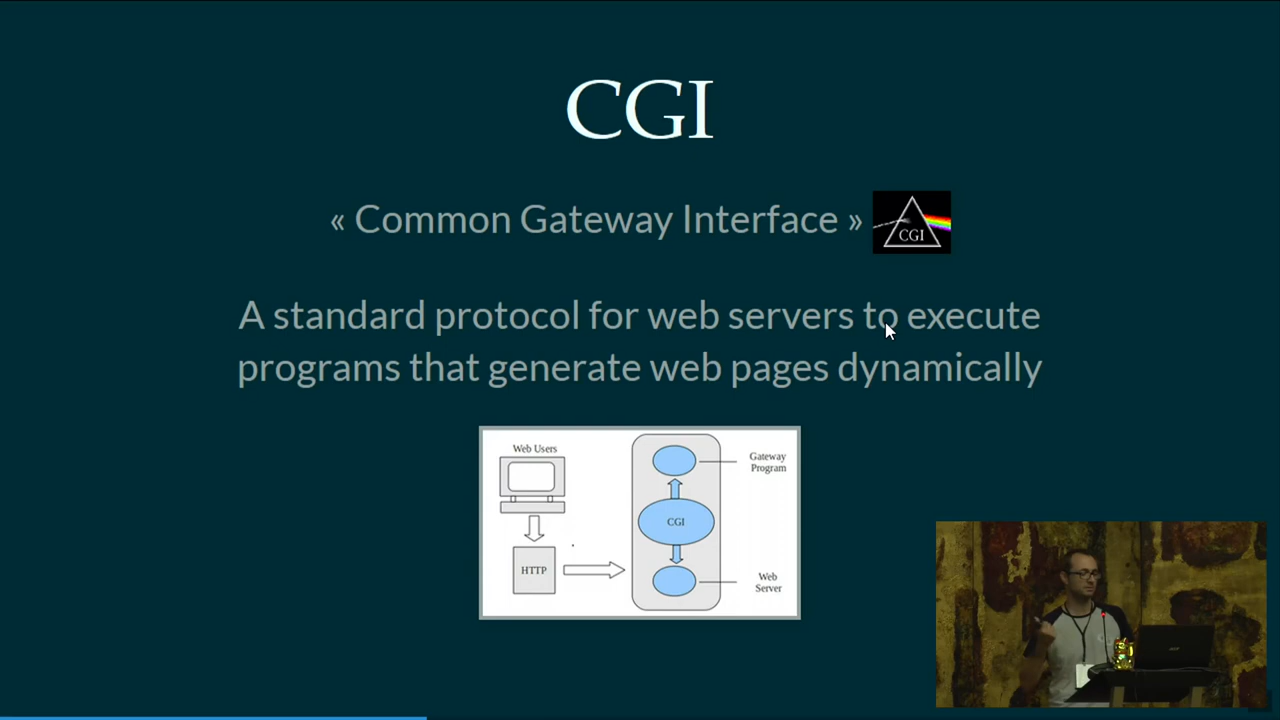 CGI
« Common Gateway Interface »
CGI
A standard protocol for web servers to execute
programs that generate web pages dynamically
Web Users
HTTP
Gateway
Program
CGI
Web
Server